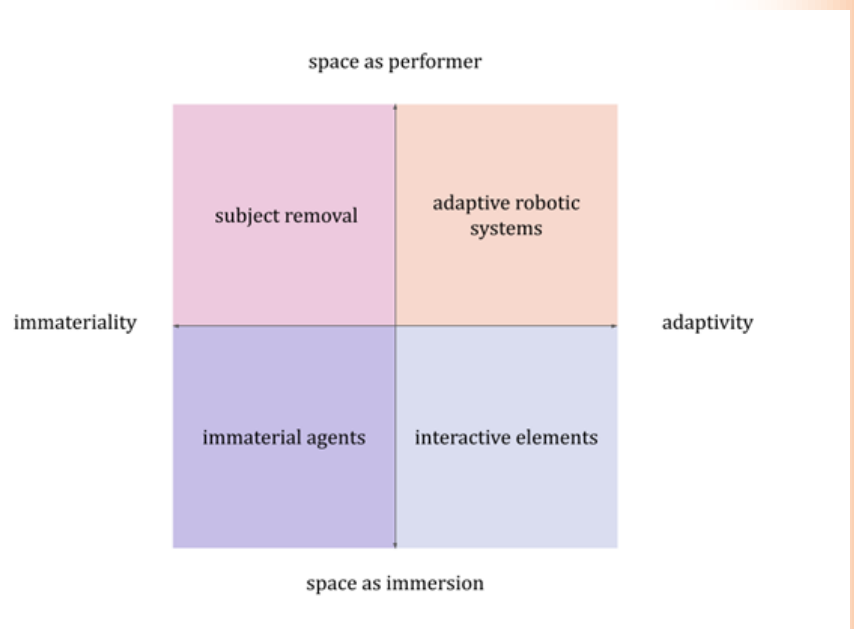 space as performer
subject removal
adaptive robotic
systems
immateriality
adaptivity
immaterial agents
interactive elements
space as immersion